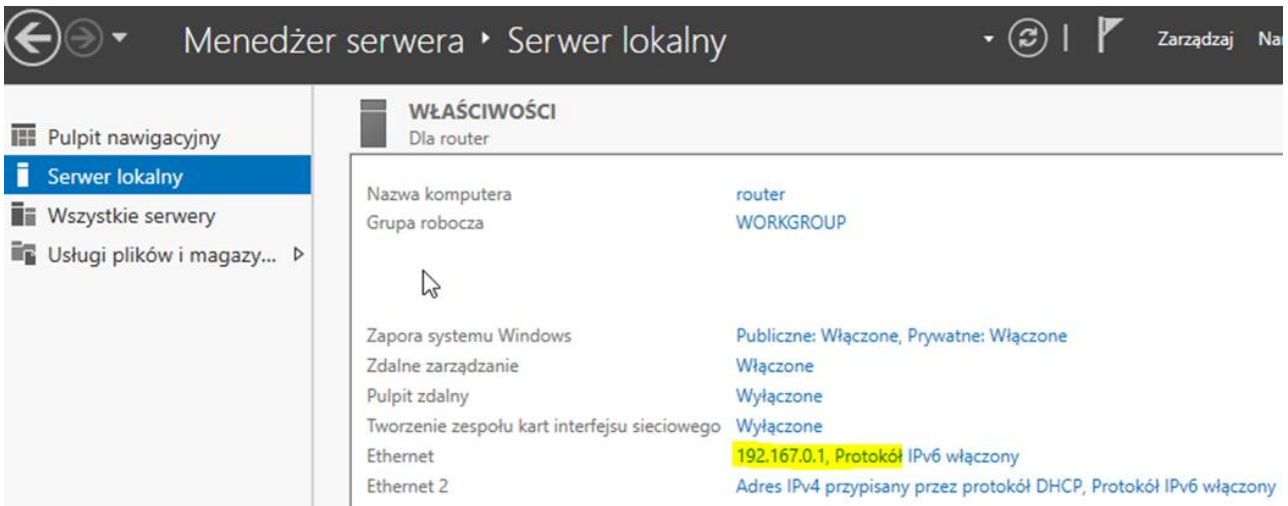 Menedżer serwera ‣ Serwer lokalny
Zarządzaj Na
Pulpit nawigacyjny
Serwer lokalny
Wszystkie serwery
Usługi plików i magazy...
WŁAŚCIWOŚCI
Dla router
Nazwa komputera router
Grupa robocza WORKGROUP
Zapora systemu Windows Publiczne: Włączone, Prywatne: Włączone
Zdalne zarządzanie Włączone
Pulpit zdalny Wyłączone
Tworzenie zespołu kart interfejsu sieciowego Wyłączone
Ethernet 192.167.0.1, Protokół IPv6 włączony
Ethernet 2 Adres IPv4 przypisany przez protokół DHCP, Protokół IPv6 włączony